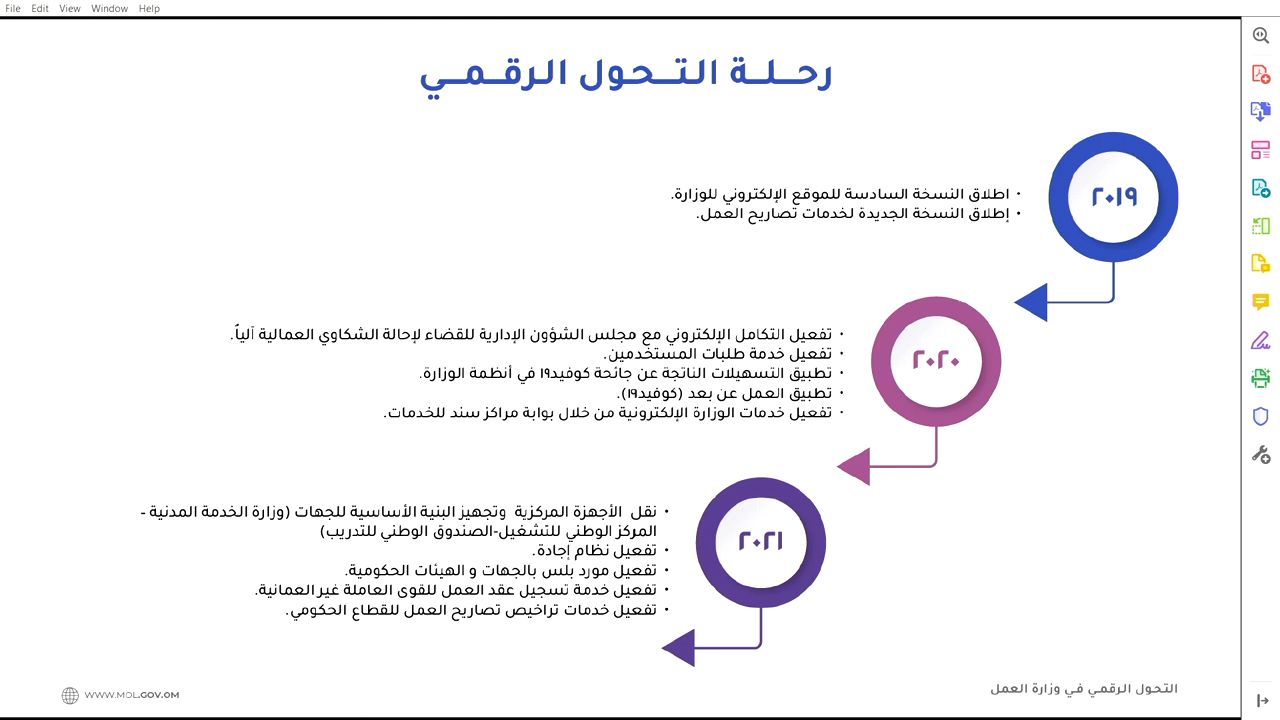 File Edit View Window Help
رحلة التحول الرقمي
٢٠١٩
• اطلاق النسخة السادسة للموقع الإلكتروني للوزارة.
• إطلاق النسخة الجديدة لخدمات تصاريح العمل.
٢٠٢٠
• تفعيل التكامل الإلكتروني مع مجلس الشؤون الإدارية للقضاء لإحالة الشكاوي العمالية آلياً.
• تفعيل خدمة طلبات المستخدمين.
• تطبيق التسهيلات الناتجة عن جائحة كوفيد١٩ في أنظمة الوزارة.
• تطبيق العمل عن بعد (كوفيد١٩).
• تفعيل خدمات الوزارة الإلكترونية من خلال بوابة مراكز سند للخدمات.
٢٠٢١
• نقل الأجهزة المركزية وتجهيز البنية الأساسية للجهات (وزارة الخدمة المدنية -
المركز الوطني للتشغيل-الصندوق الوطني للتدريب)
• تفعيل نظام إجادة.
• تفعيل مورد بلس بالجهات و الهيئات الحكومية.
• تفعيل خدمة تسجيل عقد العمل للقوى العاملة غير العمانية.
• تفعيل خدمات تراخيص تصاريح العمل للقطاع الحكومي.
التحول الرقمي في وزارة العمل
WWW.MOL.GOV.OM